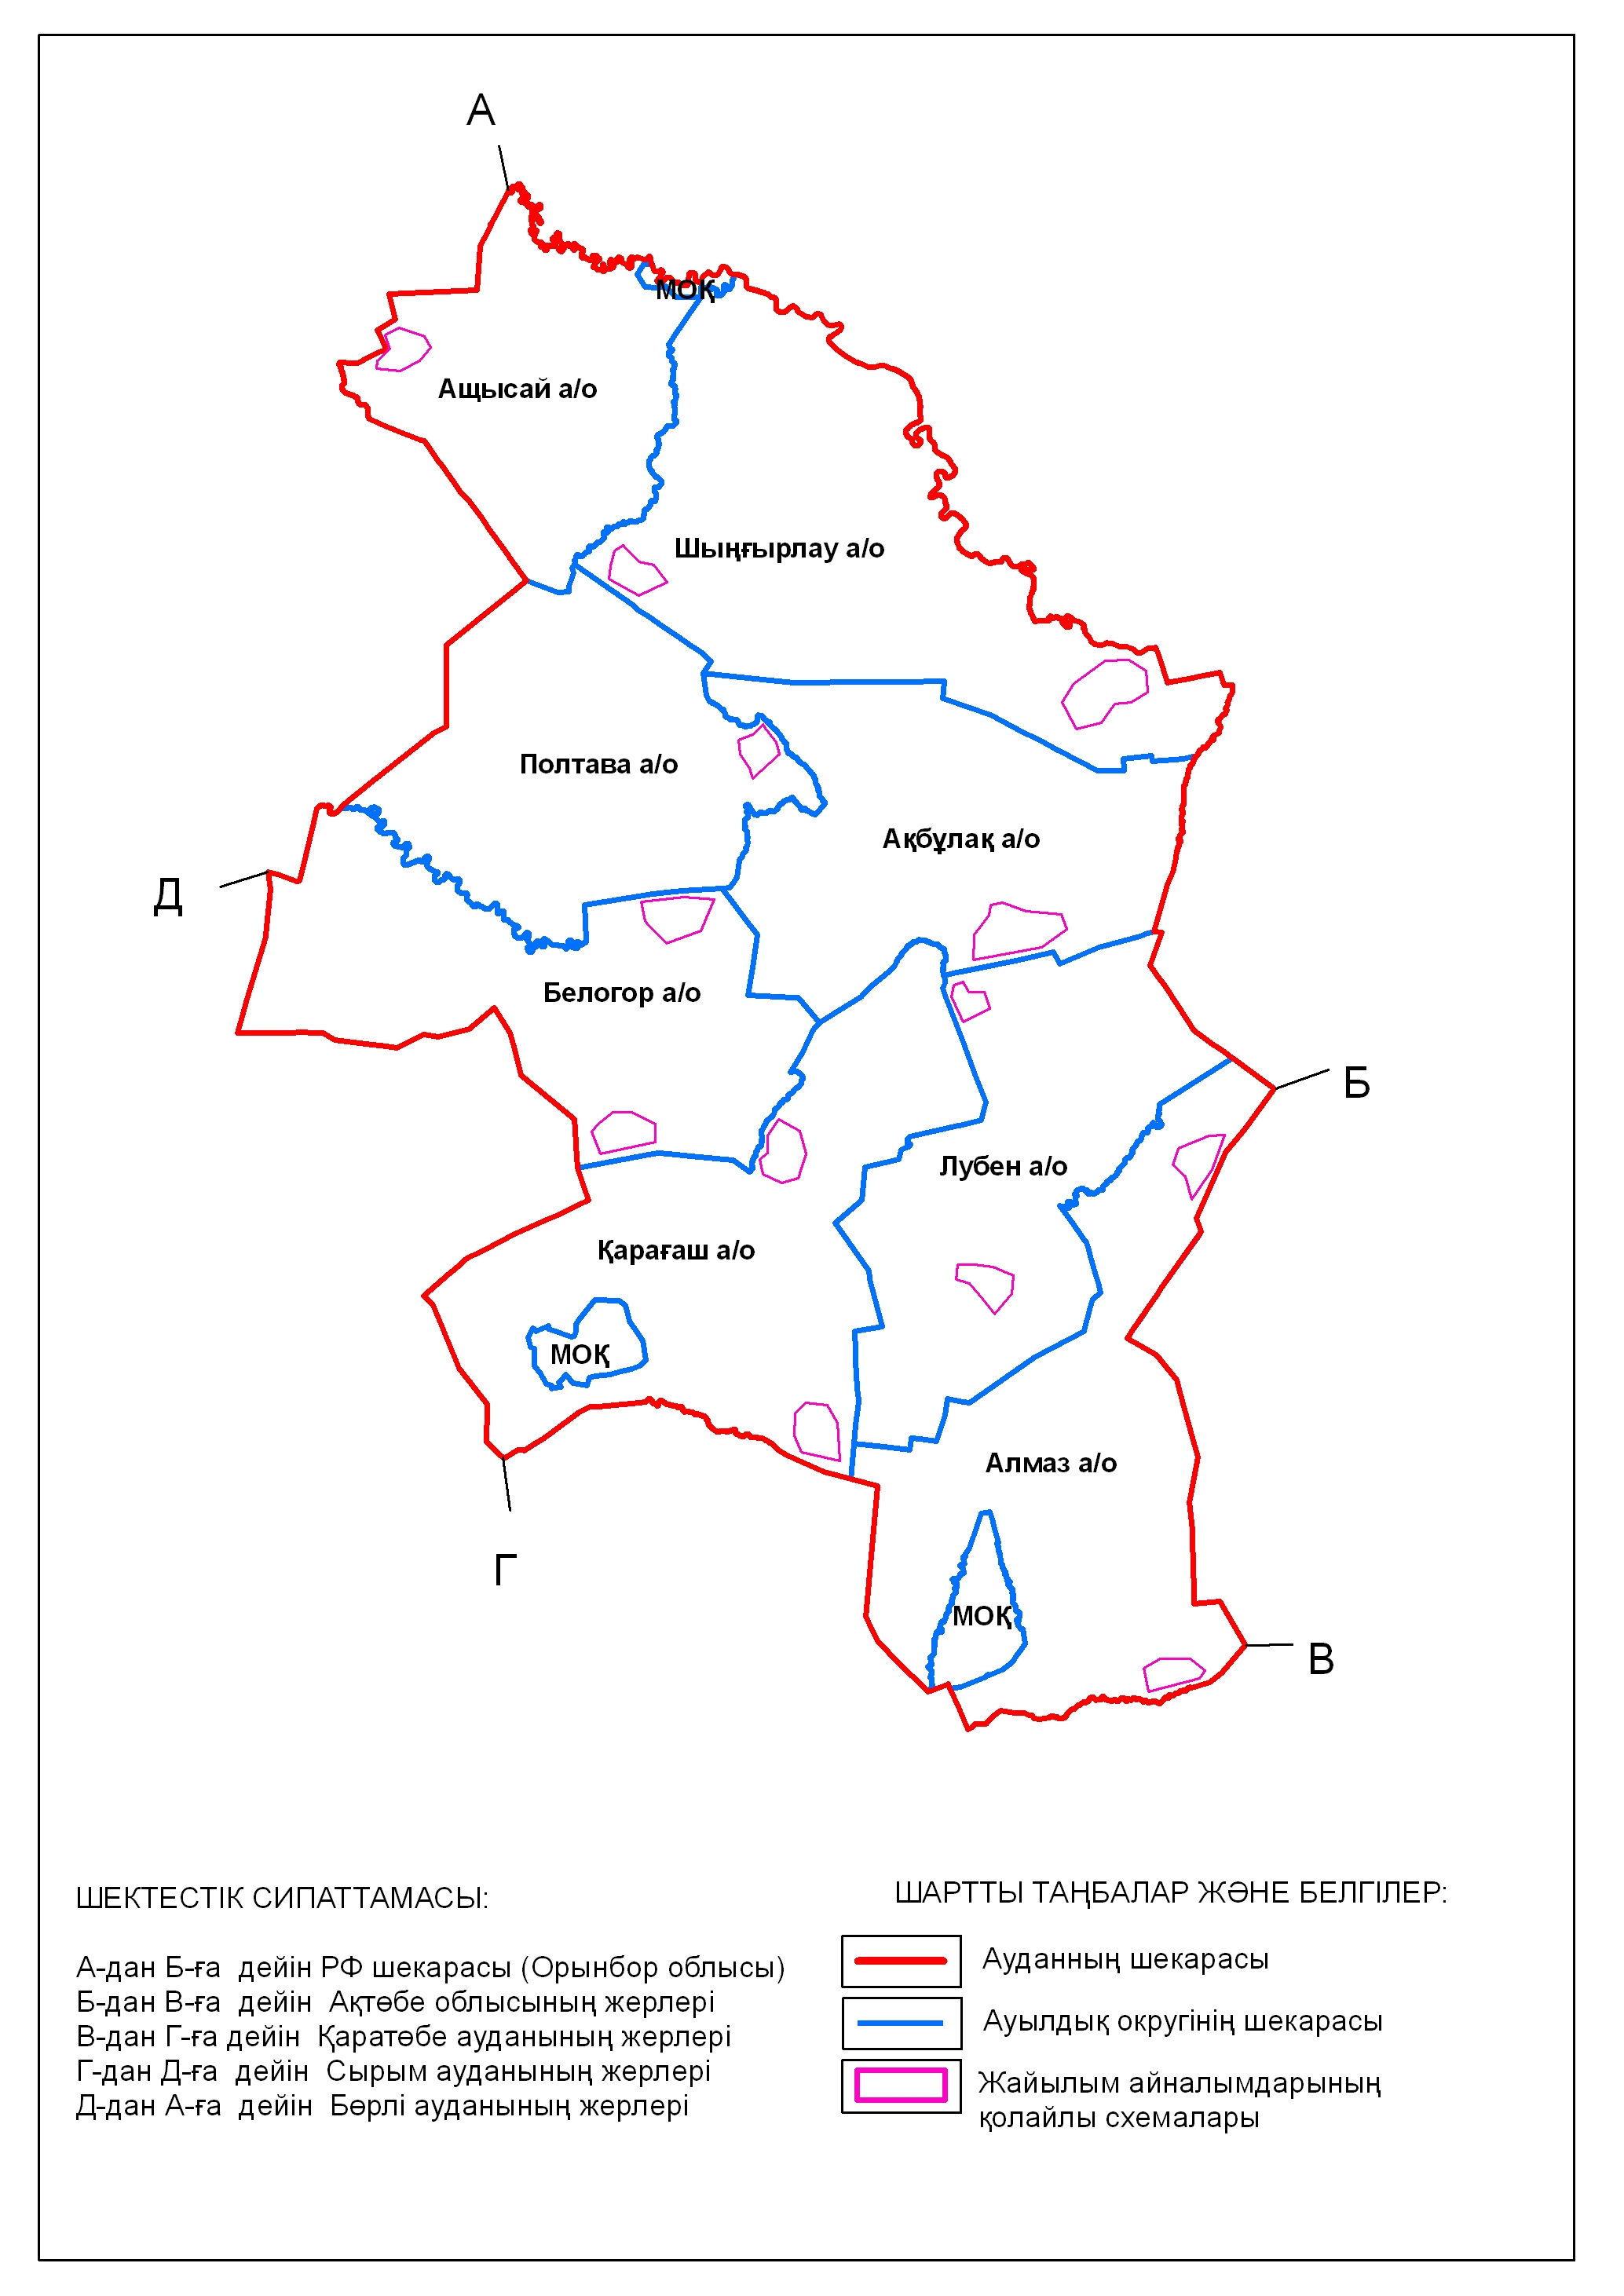 А
МОҚ
Ащысай а/о
Шыңғырлау а/о
Полтава а/о
Ақбұлақ а/о
Д
Белогор а/о
Б
Лубен а/о
Қарағаш а/о
МОҚ
Алмаз а/о
Г
МОҚ
В
ШЕКТЕСТІК СИПАТТАМАСЫ:
А-дан Б-ға дейін РФ шекарасы (Орынбор облысы)
Б-дан В-ға дейін Ақтөбе облысының жерлері
В-дан Г-ға дейін Қаратөбе ауданының жерлері
Г-дан Д-ға дейін Сырым ауданының жерлері
Д-дан А-ға дейін Бөрлі ауданының жерлері
ШАРТТЫ ТАҢБАЛАР ЖӘНЕ БЕЛГІЛЕР:
Ауданның шекарасы
Ауылдық округінің шекарасы
Жайылым айналымдарының
қолайлы схемалары